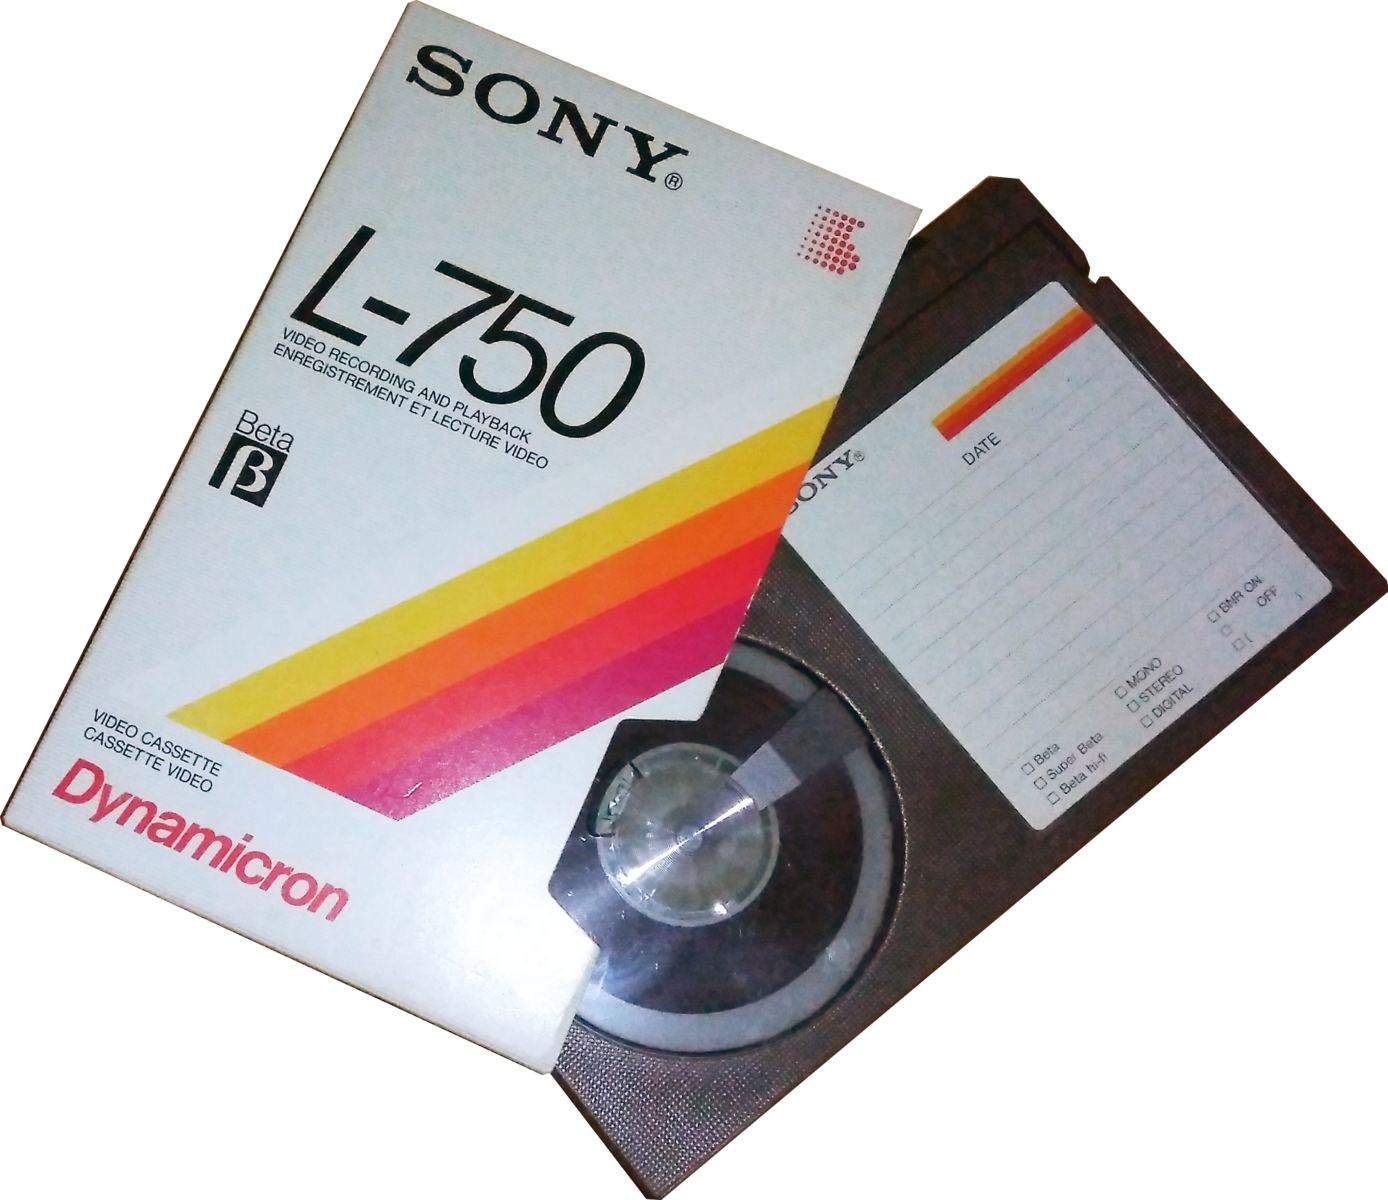 SONY®
L-750
VIDEO RECORDING AND PLAYBACK
ENREGISTREMENT ET LECTURE VIDEO
Beta
β
VIDEO CASSETTE
CASSETTE VIDEO
Dynamicron
SONY®
DATE
BNR ON
OFF
MONO
STEREO
DIGITAL
Beta
Super Beta
Beta hi-fi